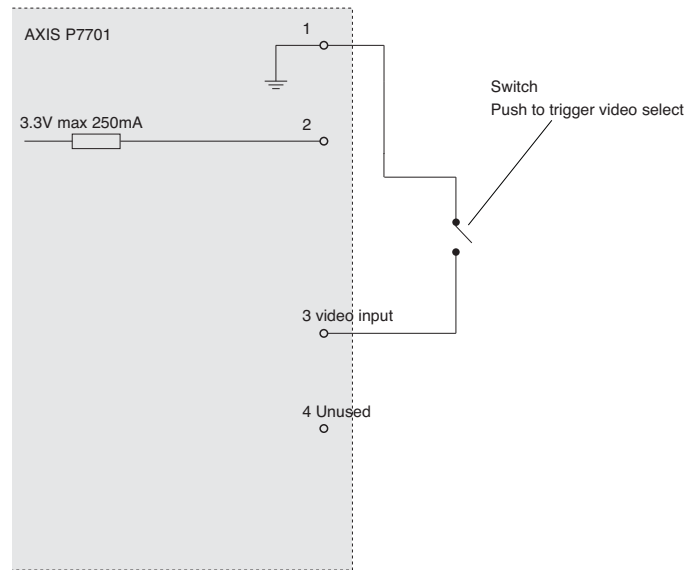 AXIS P7701
1
Switch
Push to trigger video select
3.3V max 250mA
2
3 video input
4 Unused